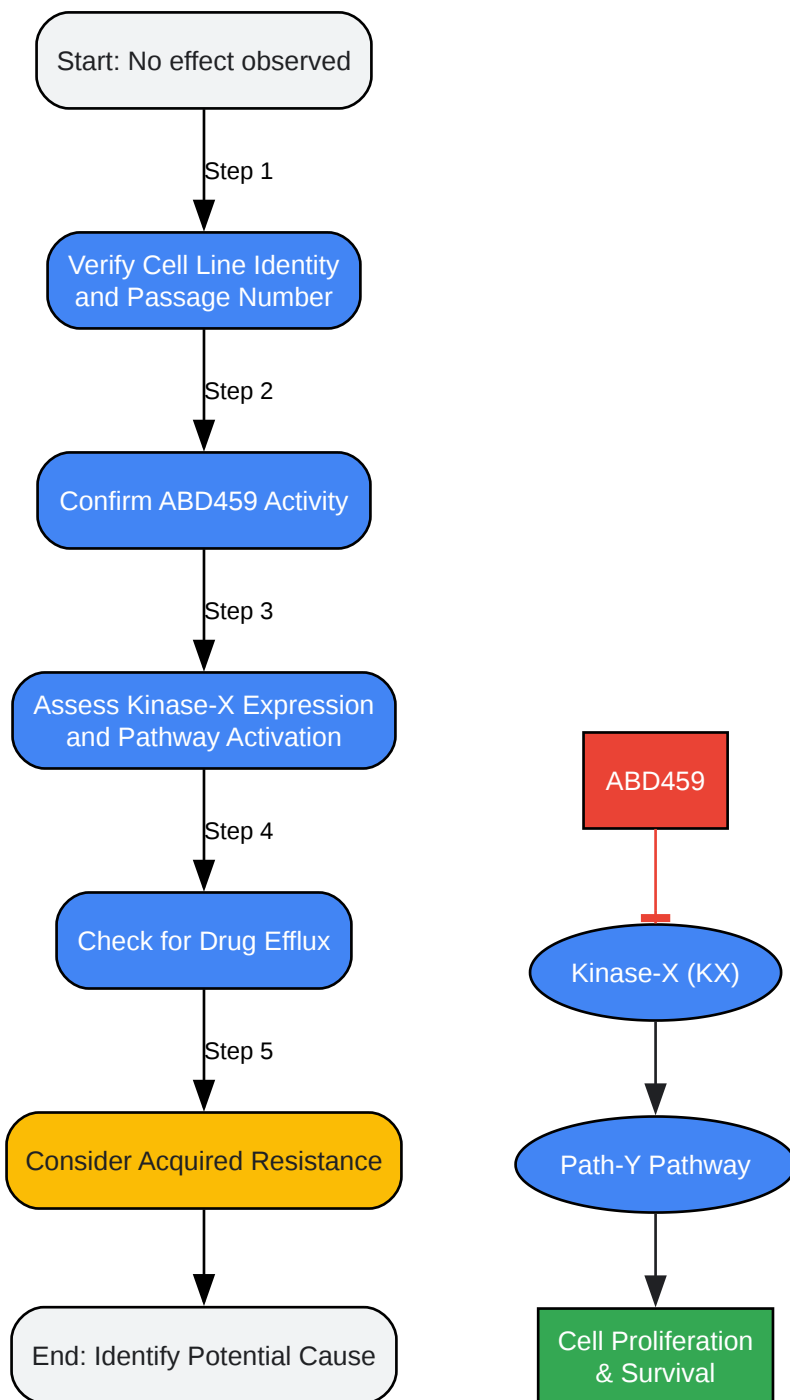 Start: No effect observed
Step 1
Verify Cell Line Identity
and Passage Number
Step 2
Confirm ABD459 Activity
Step 3
Assess Kinase-X Expression
and Pathway Activation
Step 4
Check for Drug Efflux
Step 5
Consider Acquired Resistance
End: Identify Potential Cause
ABD459
Kinase-X (KX)
Path-Y Pathway
Cell Proliferation
& Survival